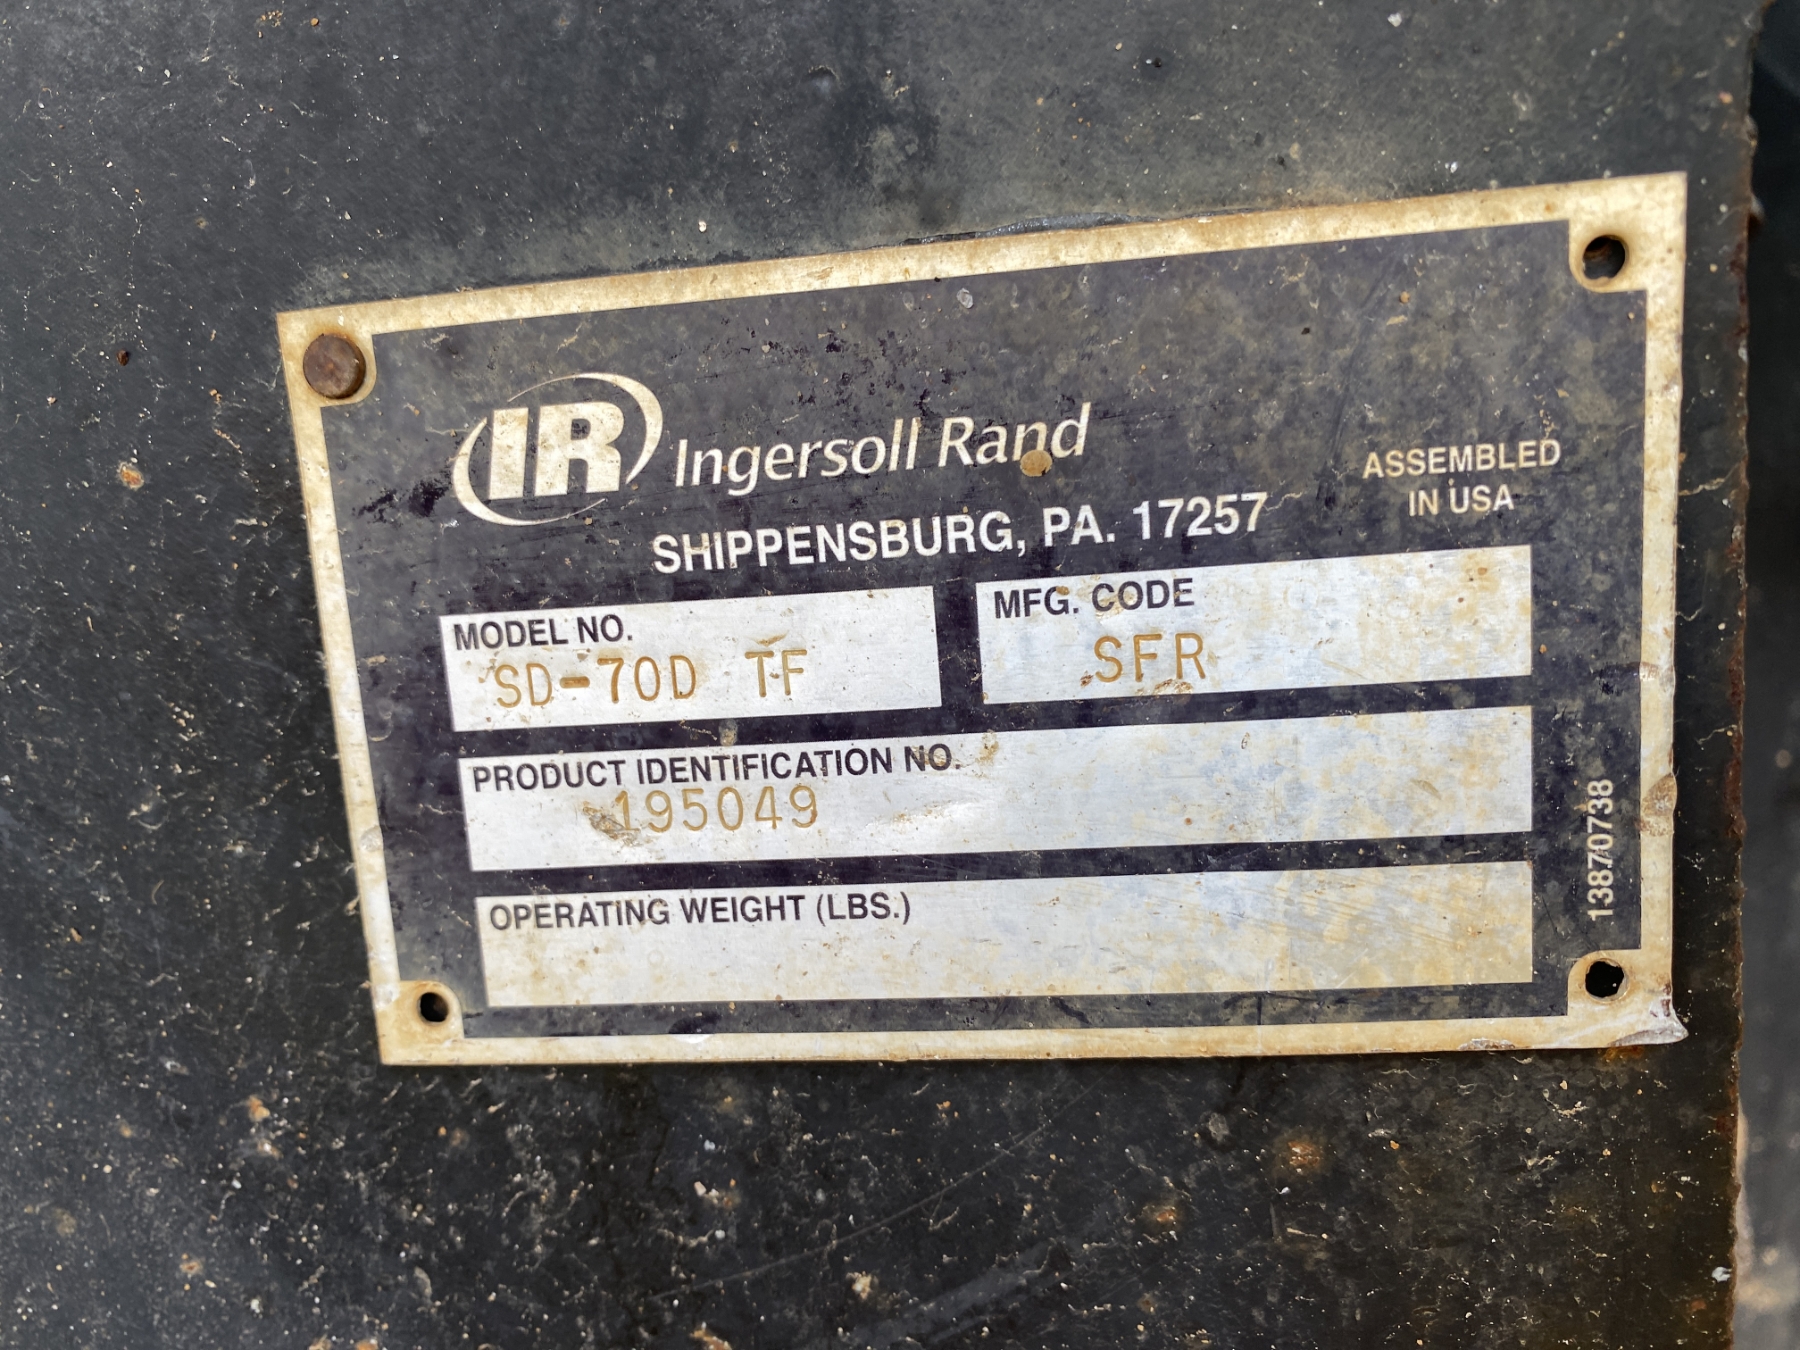 IR Ingersoll Rand
SHIPPENSBURG, PA. 17257
ASSEMBLED
IN USA
MODEL NO.
SD-70D TF
MFG. CODE
SFR
PRODUCT IDENTIFICATION NO.
195049
OPERATING WEIGHT (LBS.)
13870738